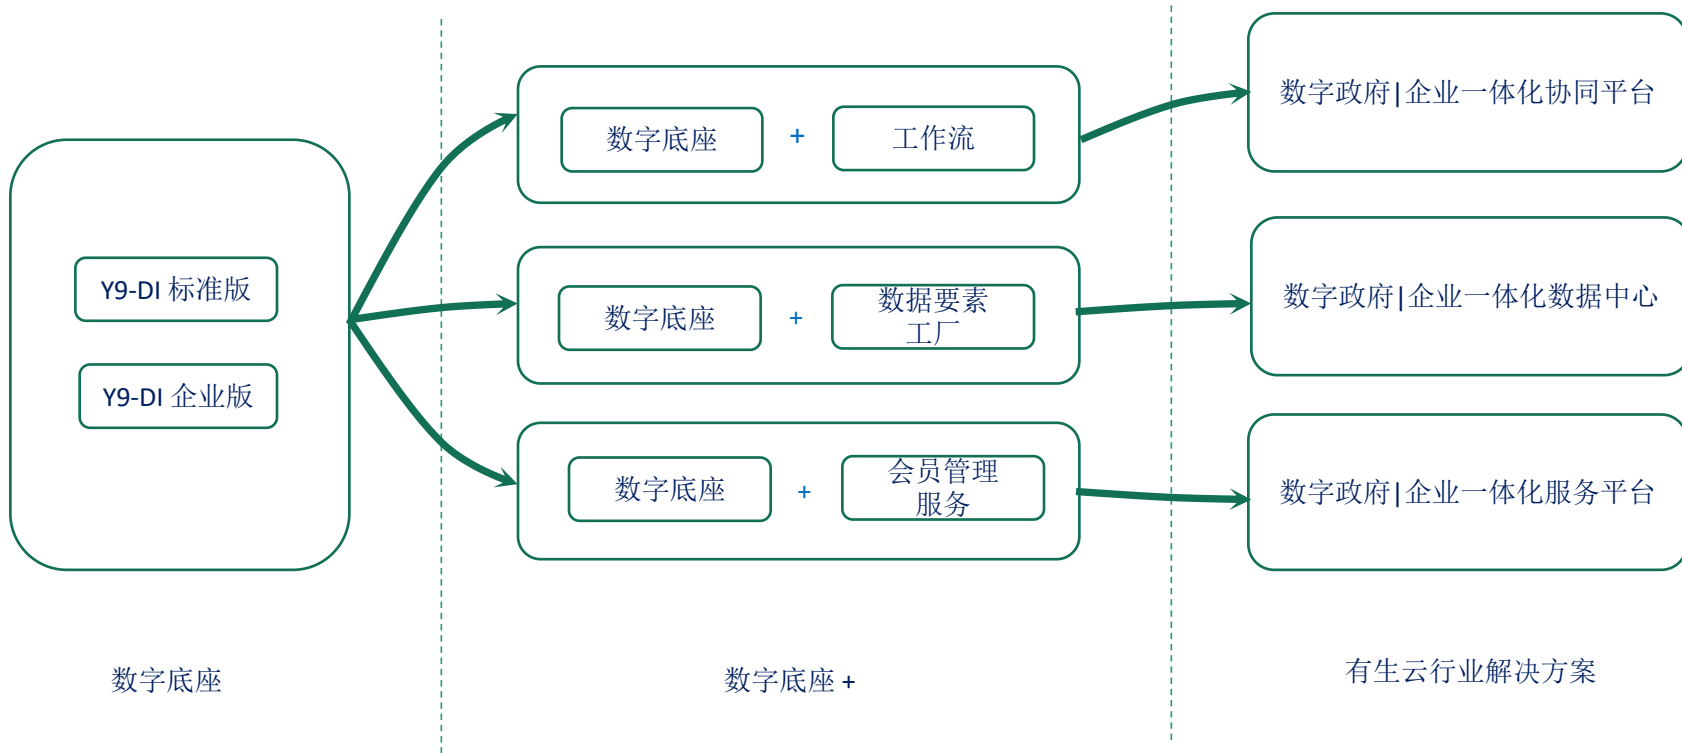 Y9-DI 标准版
Y9-DI 企业版
数字底座
数字底座
+
工作流
数字底座
+
数据要素
工厂
数字底座
+
会员管理
服务
数字底座 +
数字政府|企业一体化协同平台
数字政府|企业一体化数据中心
数字政府|企业一体化服务平台
有生云行业解决方案